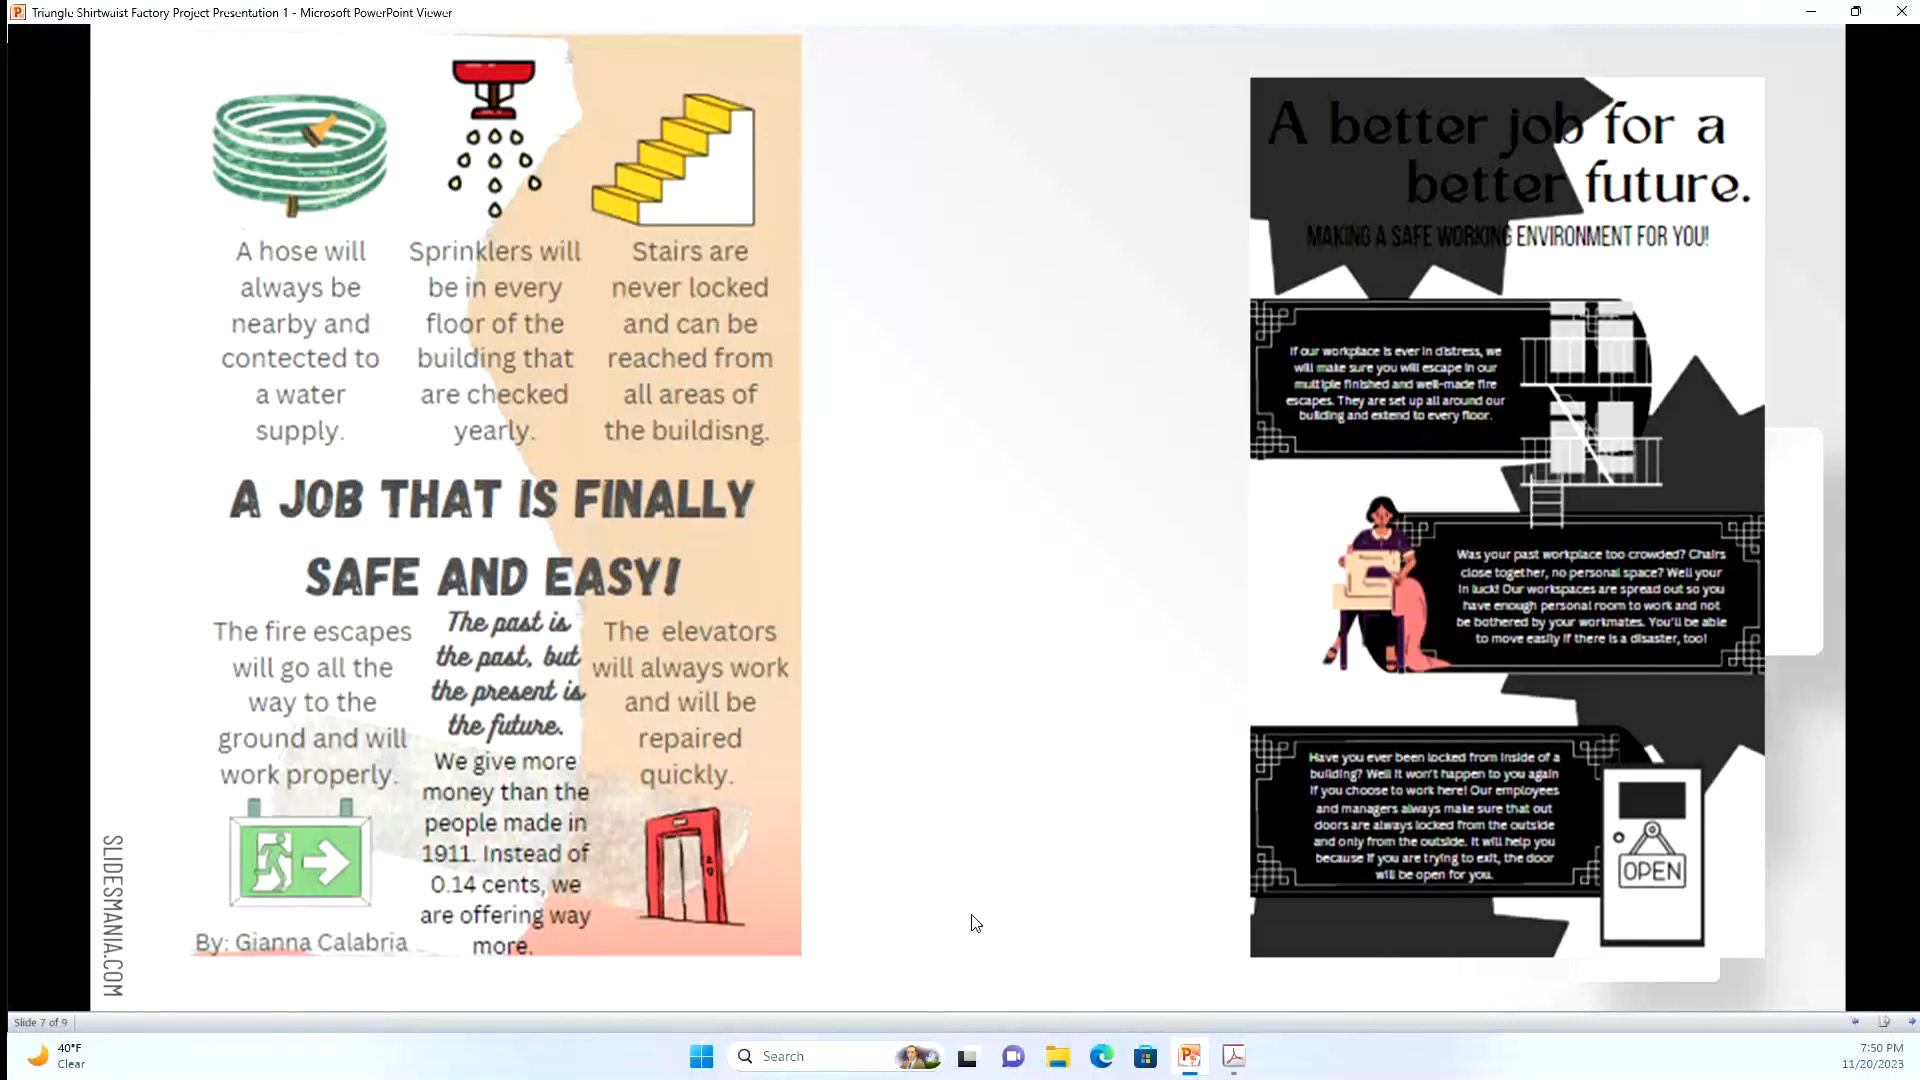 Triangle Shirtwaist Factory Project Presentation 1 - Microsoft PowerPoint Viewer
A hose will
always be
nearby and
contected to
a water
supply.
Sprinklers will
be in every
floor of the
building that
are checked
yearly.
Stairs are
never locked
and can be
reached from
all areas of
the buildisng.
A JOB THAT IS FINALLY
SAFE AND EASY!
The fire escapes
will go all the
way to the
ground and will
work properly.
The past is
the past, but
the present is
the future.
We give more
money than the
people made in
1911. Instead of
0.14 cents, we
are offering way
more.
The elevators
will always work
and will be
repaired
quickly.
By: Gianna Calabria
SLIDESMANIA.COM
A better job for a
better future.
MAKING A SAFE WORKING ENVIRONMENT FOR YOU!
If our workplace is ever in distress, we
will make sure you will escape in our
multiple finished and well-made fire
escapes. They are set up all around our
building and extend to every floor.
Was your past workplace too crowded? Chairs
close together, no personal space? Well your
in luck! Our workspaces are spread out so you
have enough personal room to work and not
be bothered by your workmates. You'll be able
to move easily if there is a disaster, too!
Have you ever been locked from inside of a
building? Well it won't happen to you again
if you choose to work here! Our employees
and managers always make sure that out
doors are always locked from the outside
and only from the outside. It will help you
because if you are trying to exit, the door
will be open for you.
OPEN
Slide 7 of 9
40°F
Clear
Search
7:50 PM
11/20/2023